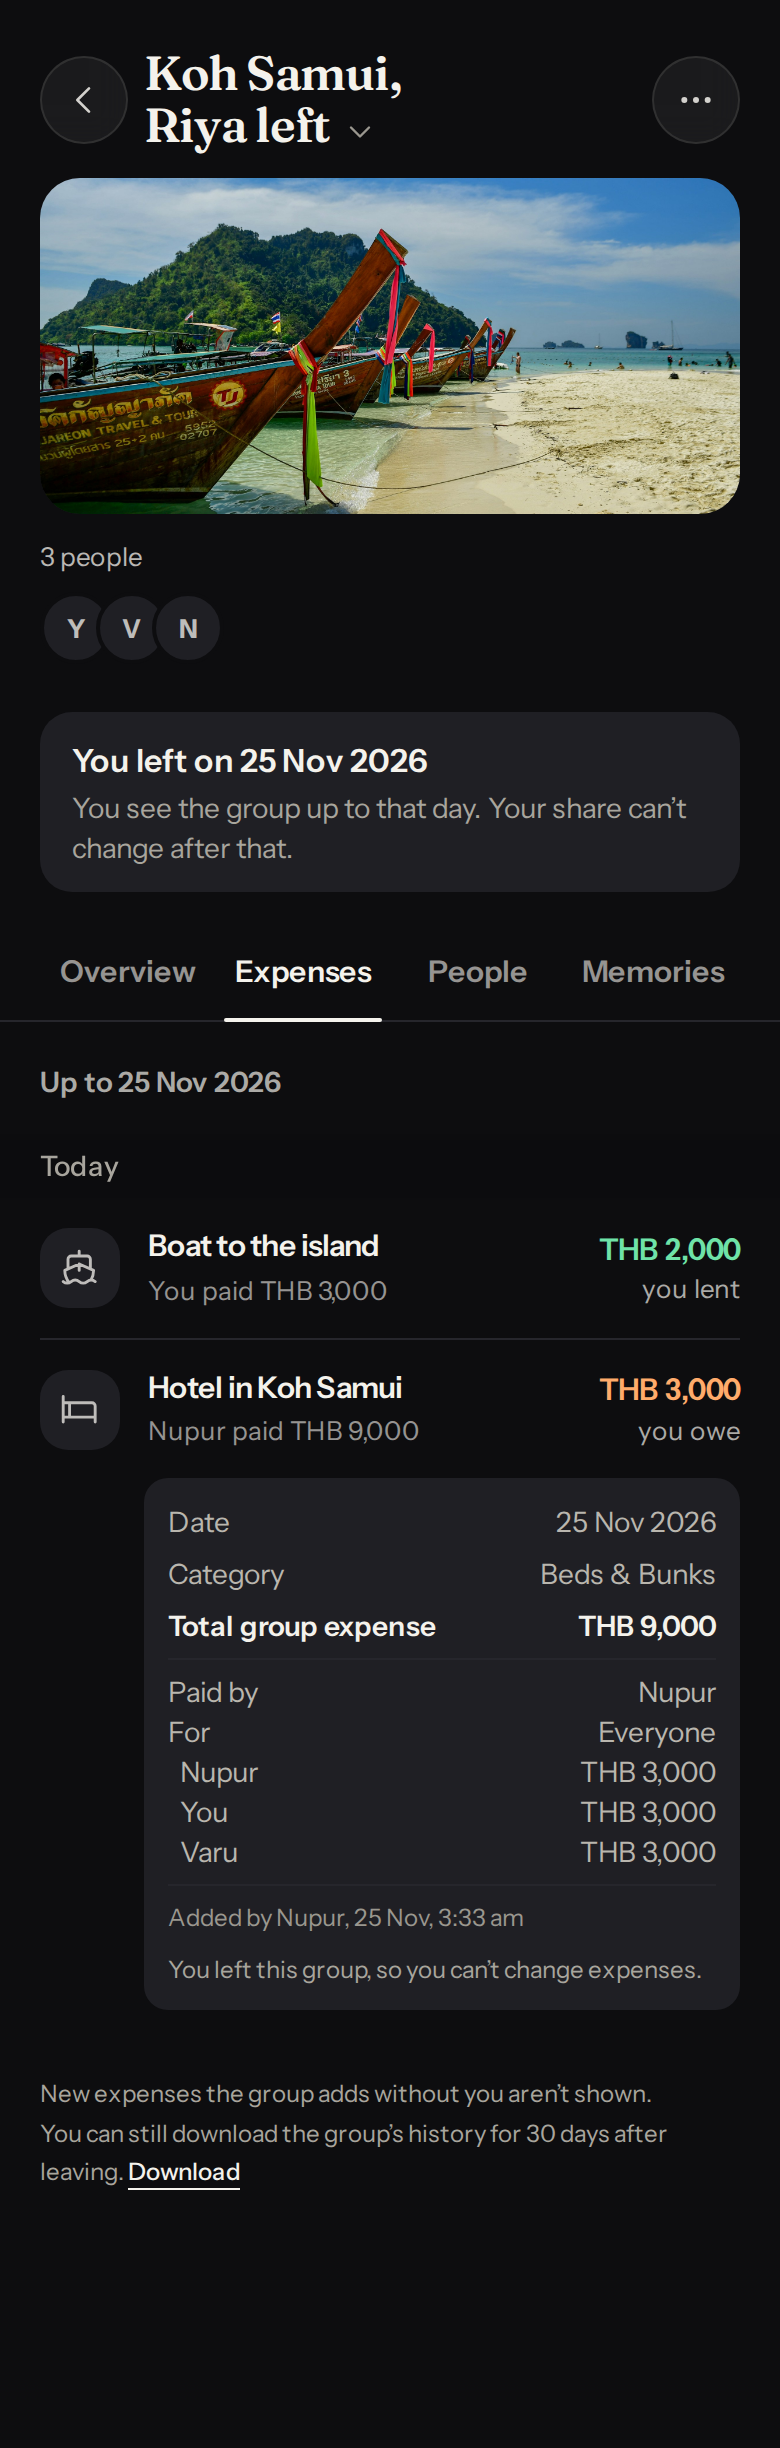 Koh Samui,
Riya left
JAREON TRAVEL & TOUR
5952
02707
3 people
Y V N
You left on 25 Nov 2026
You see the group up to that day. Your share can’t
change after that.
Overview Expenses People Memories
Up to 25 Nov 2026
Today
Boat to the island THB 2,000
You paid THB 3,000 you lent
Hotel in Koh Samui THB 3,000
Nupur paid THB 9,000 you owe
Date 25 Nov 2026
Category Beds & Bunks
Total group expense THB 9,000
Paid by Nupur
For Everyone
Nupur THB 3,000
You THB 3,000
Varu THB 3,000
Added by Nupur, 25 Nov, 3:33 am
You left this group, so you can’t change expenses.
New expenses the group adds without you aren’t shown.
You can still download the group’s history for 30 days after
leaving. Download